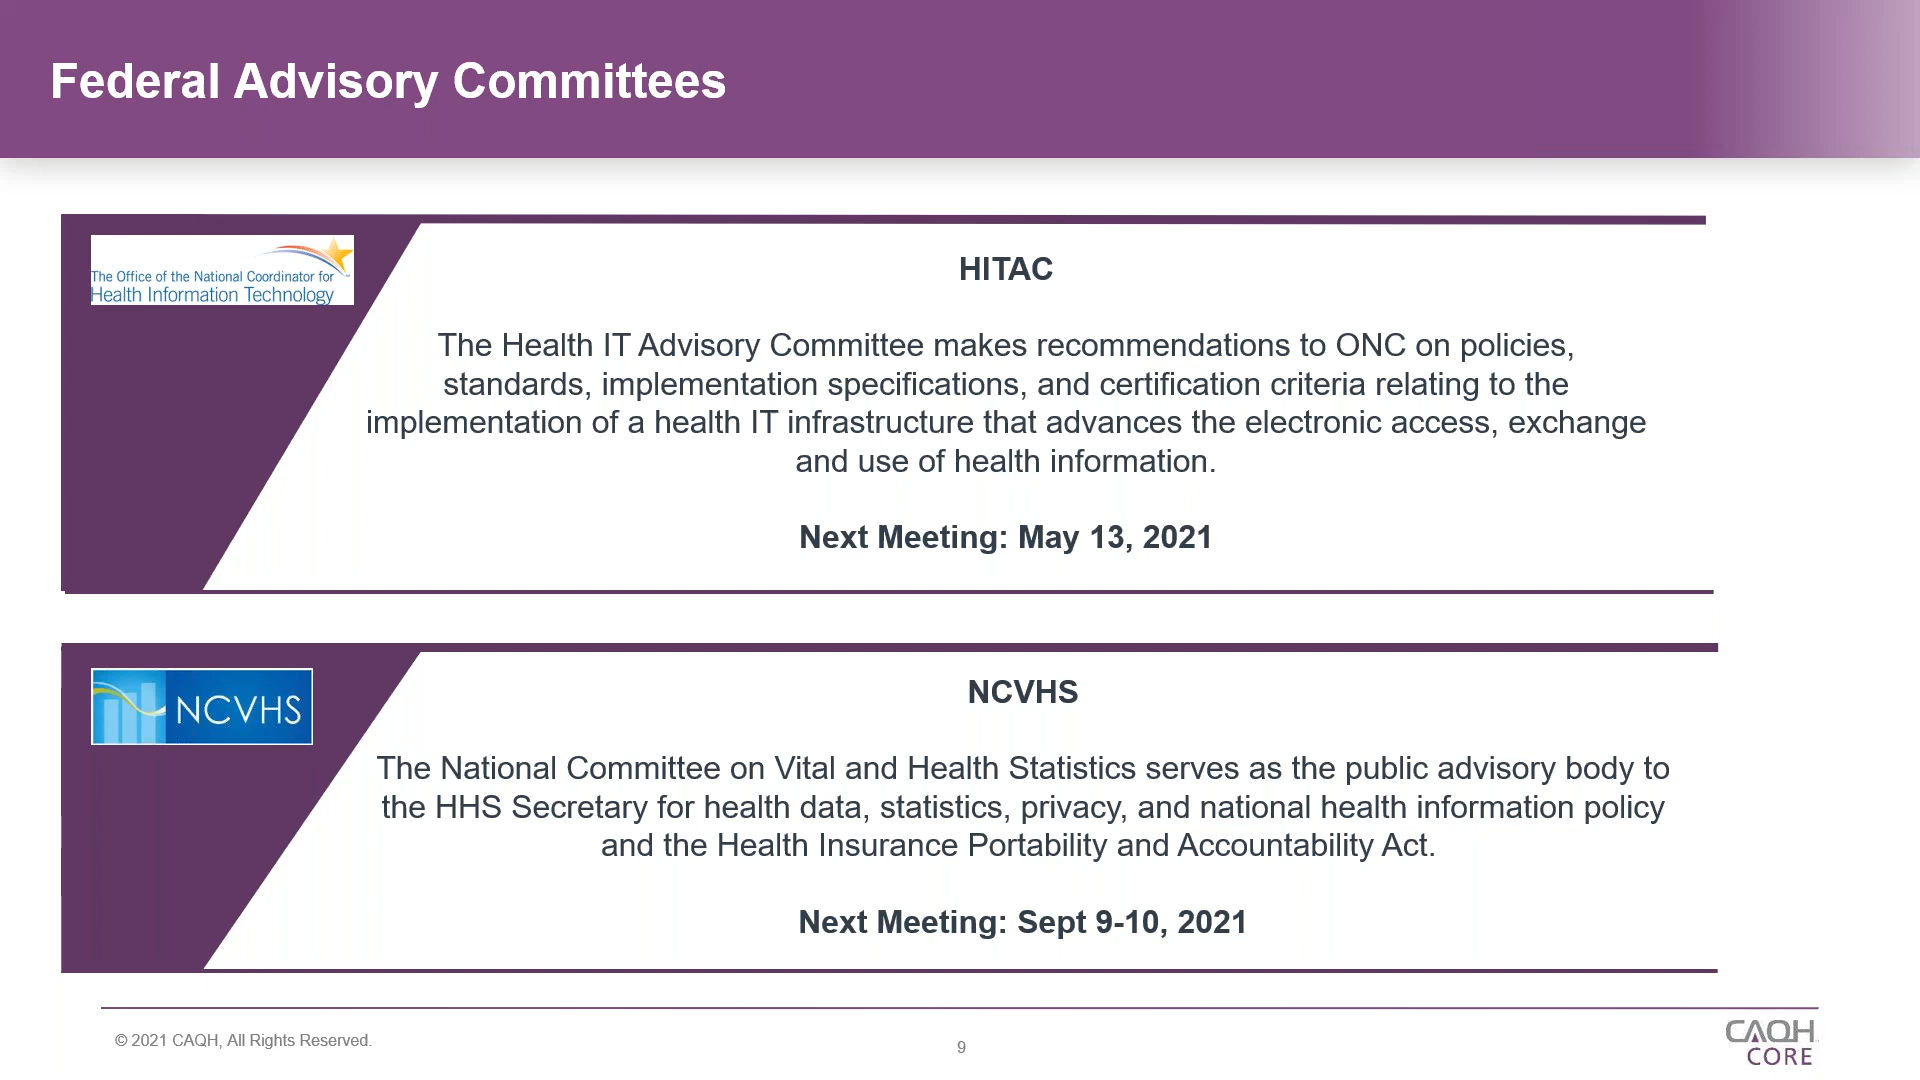 Federal Advisory Committees
The Office of the National Coordinator for
Health Information Technology
HITAC
The Health IT Advisory Committee makes recommendations to ONC on policies,
standards, implementation specifications, and certification criteria relating to the
implementation of a health IT infrastructure that advances the electronic access, exchange
and use of health information.
Next Meeting: May 13, 2021
NCVHS
NCVHS
The National Committee on Vital and Health Statistics serves as the public advisory body to
the HHS Secretary for health data, statistics, privacy, and national health information policy
and the Health Insurance Portability and Accountability Act.
Next Meeting: Sept 9-10, 2021
© 2021 CAQH, All Rights Reserved.
9
CAQH
CORE